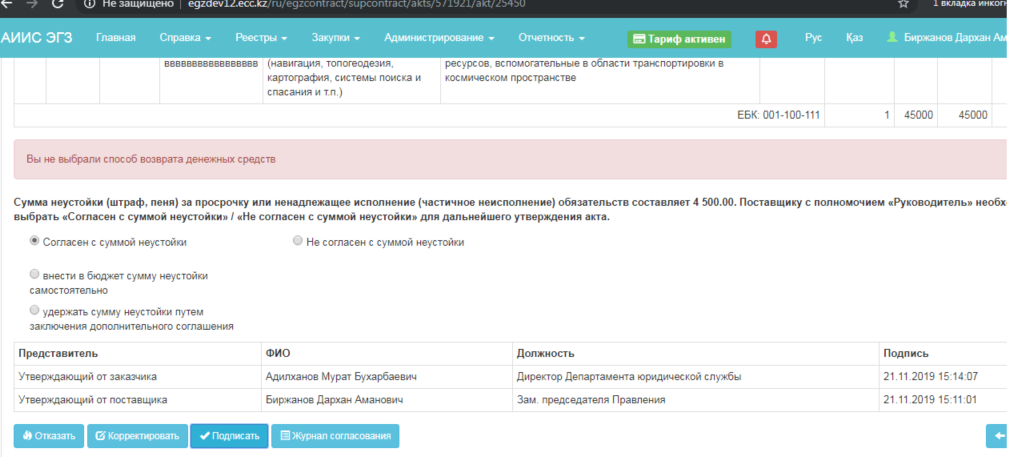 Не защищено | egzdev12.ecc.kz/ru/egzcontract/supcontract/akts/571921/akt/25450
1 вкладка инког
АИИС ЭГЗ Главная Справка Реестры Закупки Администрирование Отчетность Тариф активен Рус Қаз Биржанов Дархан Ам
ввввввввввввввввв (навигация, топогеодезия, ресурсов, вспомогательные в области транспортировки в
картография, системы поиска и космическом пространстве
спасания и т.п.)
ЕБК: 001-100-111 1 45000 45000
Вы не выбрали способ возврата денежных средств
Сумма неустойки (штраф, пеня) за просрочку или ненадлежащее исполнение (частичное неисполнение) обязательств составляет 4 500.00. Поставщику с полномочием «Руководитель» необх
выбрать «Согласен с суммой неустойки» / «Не согласен с суммой неустойки» для дальнейшего утверждения акта.
Согласен с суммой неустойки Не согласен с суммой неустойки
внести в бюджет сумму неустойки
самостоятельно
удержать сумму неустойки путем
заключения дополнительного соглашения
Представитель ФИО Должность Подпись
Утверждающий от заказчика Адилханов Мурат Бухарбаевич Директор Департамента юридической службы 21.11.2019 15:14:07
Утверждающий от поставщика Биржанов Дархан Аманович Зам. председателя Правления 21.11.2019 15:11:01
Отказать Корректировать Подписать Журнал согласования